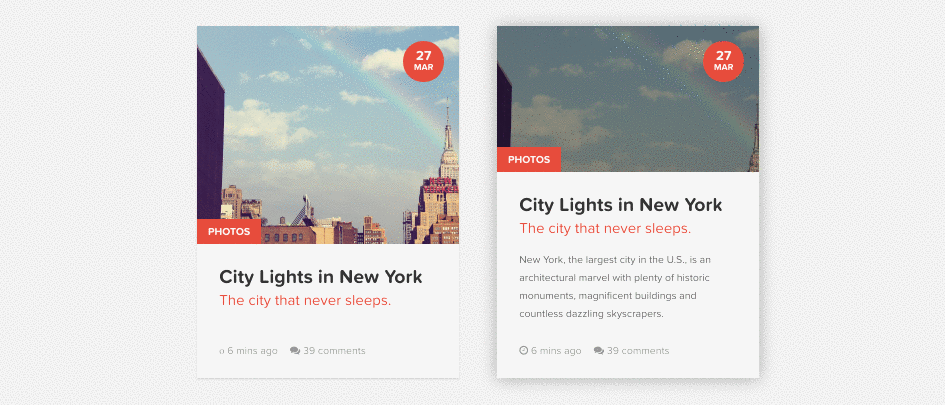 27
MAR
PHOTOS
City Lights in New York
The city that never sleeps.
6 mins ago 39 comments
27
MAR
PHOTOS
City Lights in New York
The city that never sleeps.
New York, the largest city in the U.S., is an
architectural marvel with plenty of historic
monuments, magnificent buildings and
countless dazzling skyscrapers.
6 mins ago 39 comments